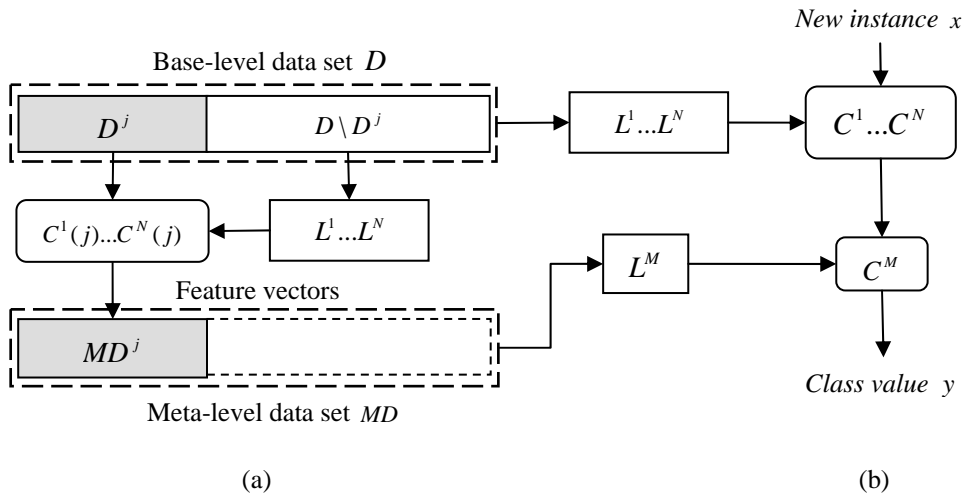 New instance x
Base-level data set D
D^j
D \ D^j
L^1...L^N
C^1...C^N
C^1(j)...C^N(j)
L^1...L^N
L^M
C^M
Feature vectors
MD^j
Class value y
Meta-level data set MD
(a)
(b)